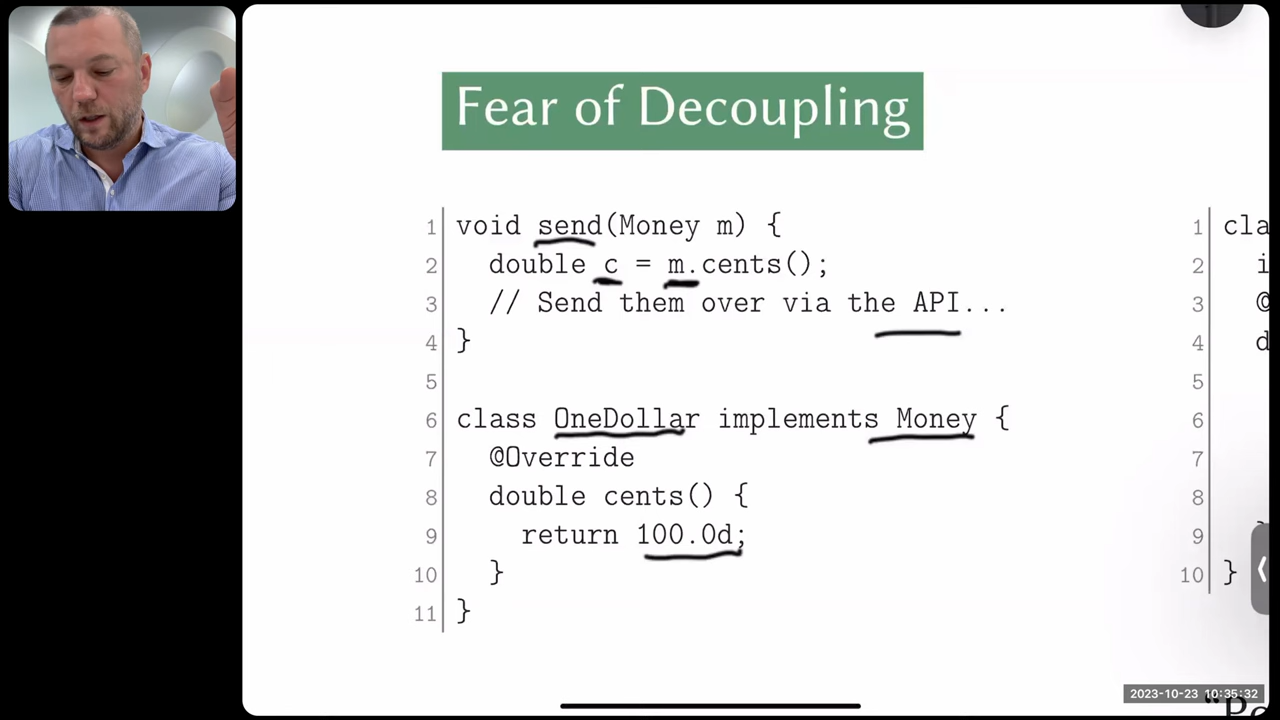 Fear of Decoupling
1 void send(Money m) {
2 double c = m.cents();
3 // Send them over via the API...
4 }
5
6 class OneDollar implements Money {
7 @Override
8 double cents() {
9 return 100.0d;
10 }
11 }
1 cla
2 i
3 @
4 d
5
6
7
8
9 }
10 }
2023-10-23 10:35:32